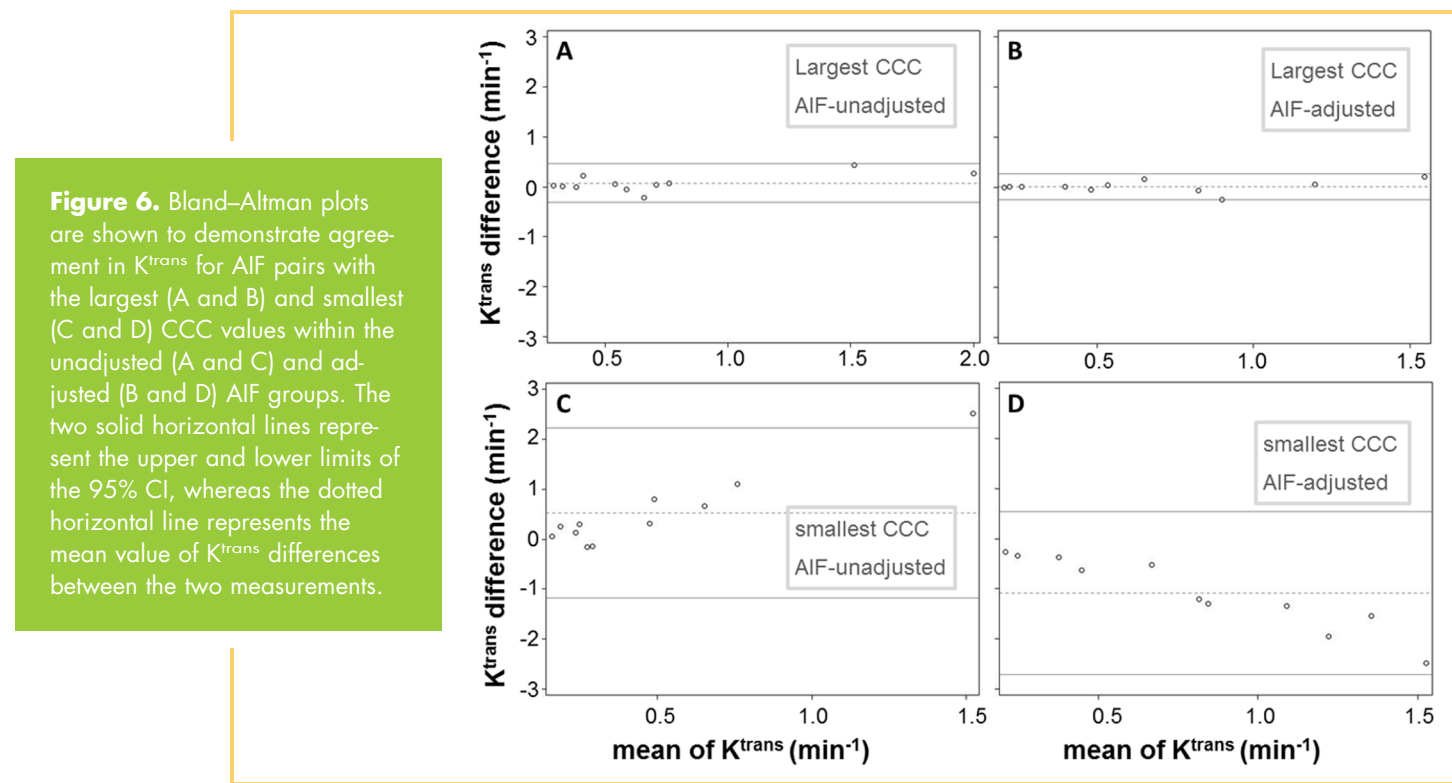 Figure 6. Bland–Altman plots
are shown to demonstrate agree-
ment in Kᵗʳᵃⁿˢ for AIF pairs with
the largest (A and B) and smallest
(C and D) CCC values within the
unadjusted (A and C) and ad-
justed (B and D) AIF groups. The
two solid horizontal lines repre-
sent the upper and lower limits of
the 95% CI, whereas the dotted
horizontal line represents the
mean value of Kᵗʳᵃⁿˢ differences
between the two measurements.
A
Largest CCC
AIF-unadjusted
Kᵗʳᵃⁿˢ difference (min⁻¹)
3
2
1
0
-1
-2
-3
0.5 1.0 1.5 2.0
B
Largest CCC
AIF-adjusted
0.5 1.0 1.5
C
smallest CCC
AIF-unadjusted
Kᵗʳᵃⁿˢ difference (min⁻¹)
3
2
1
0
-1
-2
-3
0.5 1.0 1.5
mean of Kᵗʳᵃⁿˢ (min⁻¹)
D
smallest CCC
AIF-adjusted
0.5 1.0 1.5
mean of Kᵗʳᵃⁿˢ (min⁻¹)